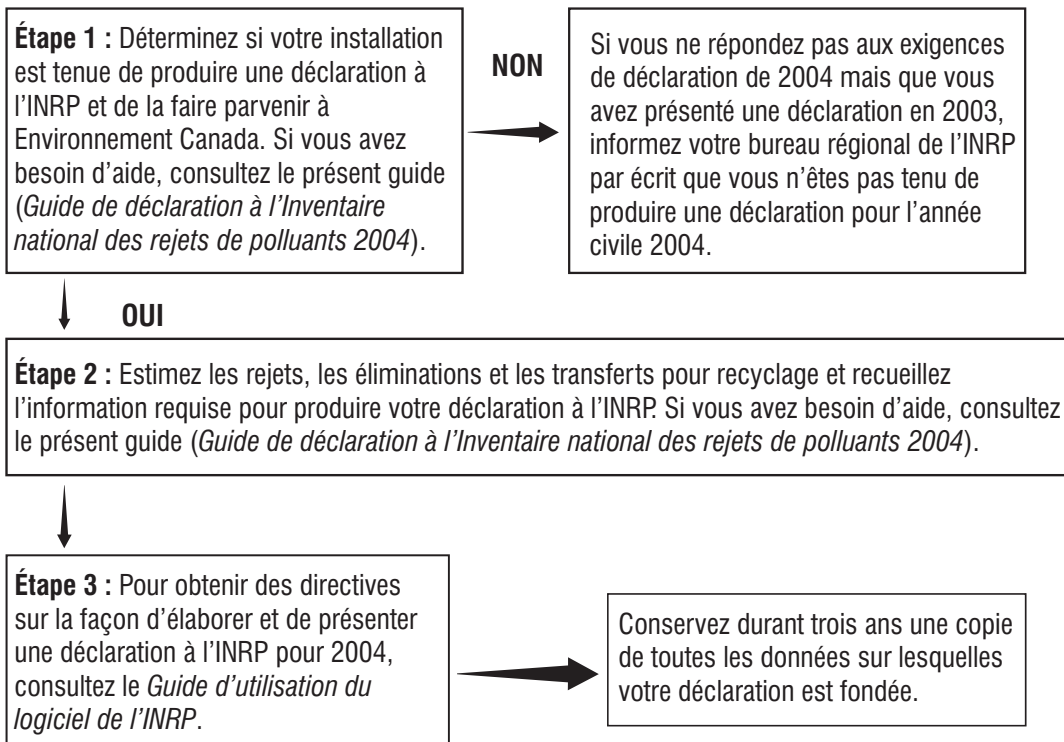 Étape 1 : Déterminez si votre installation
est tenue de produire une déclaration à
l’INRP et de la faire parvenir à
Environnement Canada. Si vous avez
besoin d’aide, consultez le présent guide
(Guide de déclaration à l’Inventaire
national des rejets de polluants 2004).
NON
Si vous ne répondez pas aux exigences
de déclaration de 2004 mais que vous
avez présenté une déclaration en 2003,
informez votre bureau régional de l’INRP
par écrit que vous n’êtes pas tenu de
produire une déclaration pour l’année
civile 2004.
OUI
Étape 2 : Estimez les rejets, les éliminations et les transferts pour recyclage et recueillez
l’information requise pour produire votre déclaration à l’INRP. Si vous avez besoin d’aide, consultez
le présent guide (Guide de déclaration à l’Inventaire national des rejets de polluants 2004).
Étape 3 : Pour obtenir des directives
sur la façon d’élaborer et de présenter
une déclaration à l’INRP pour 2004,
consultez le Guide d’utilisation du
logiciel de l’INRP.
Conservez durant trois ans une copie
de toutes les données sur lesquelles
votre déclaration est fondée.